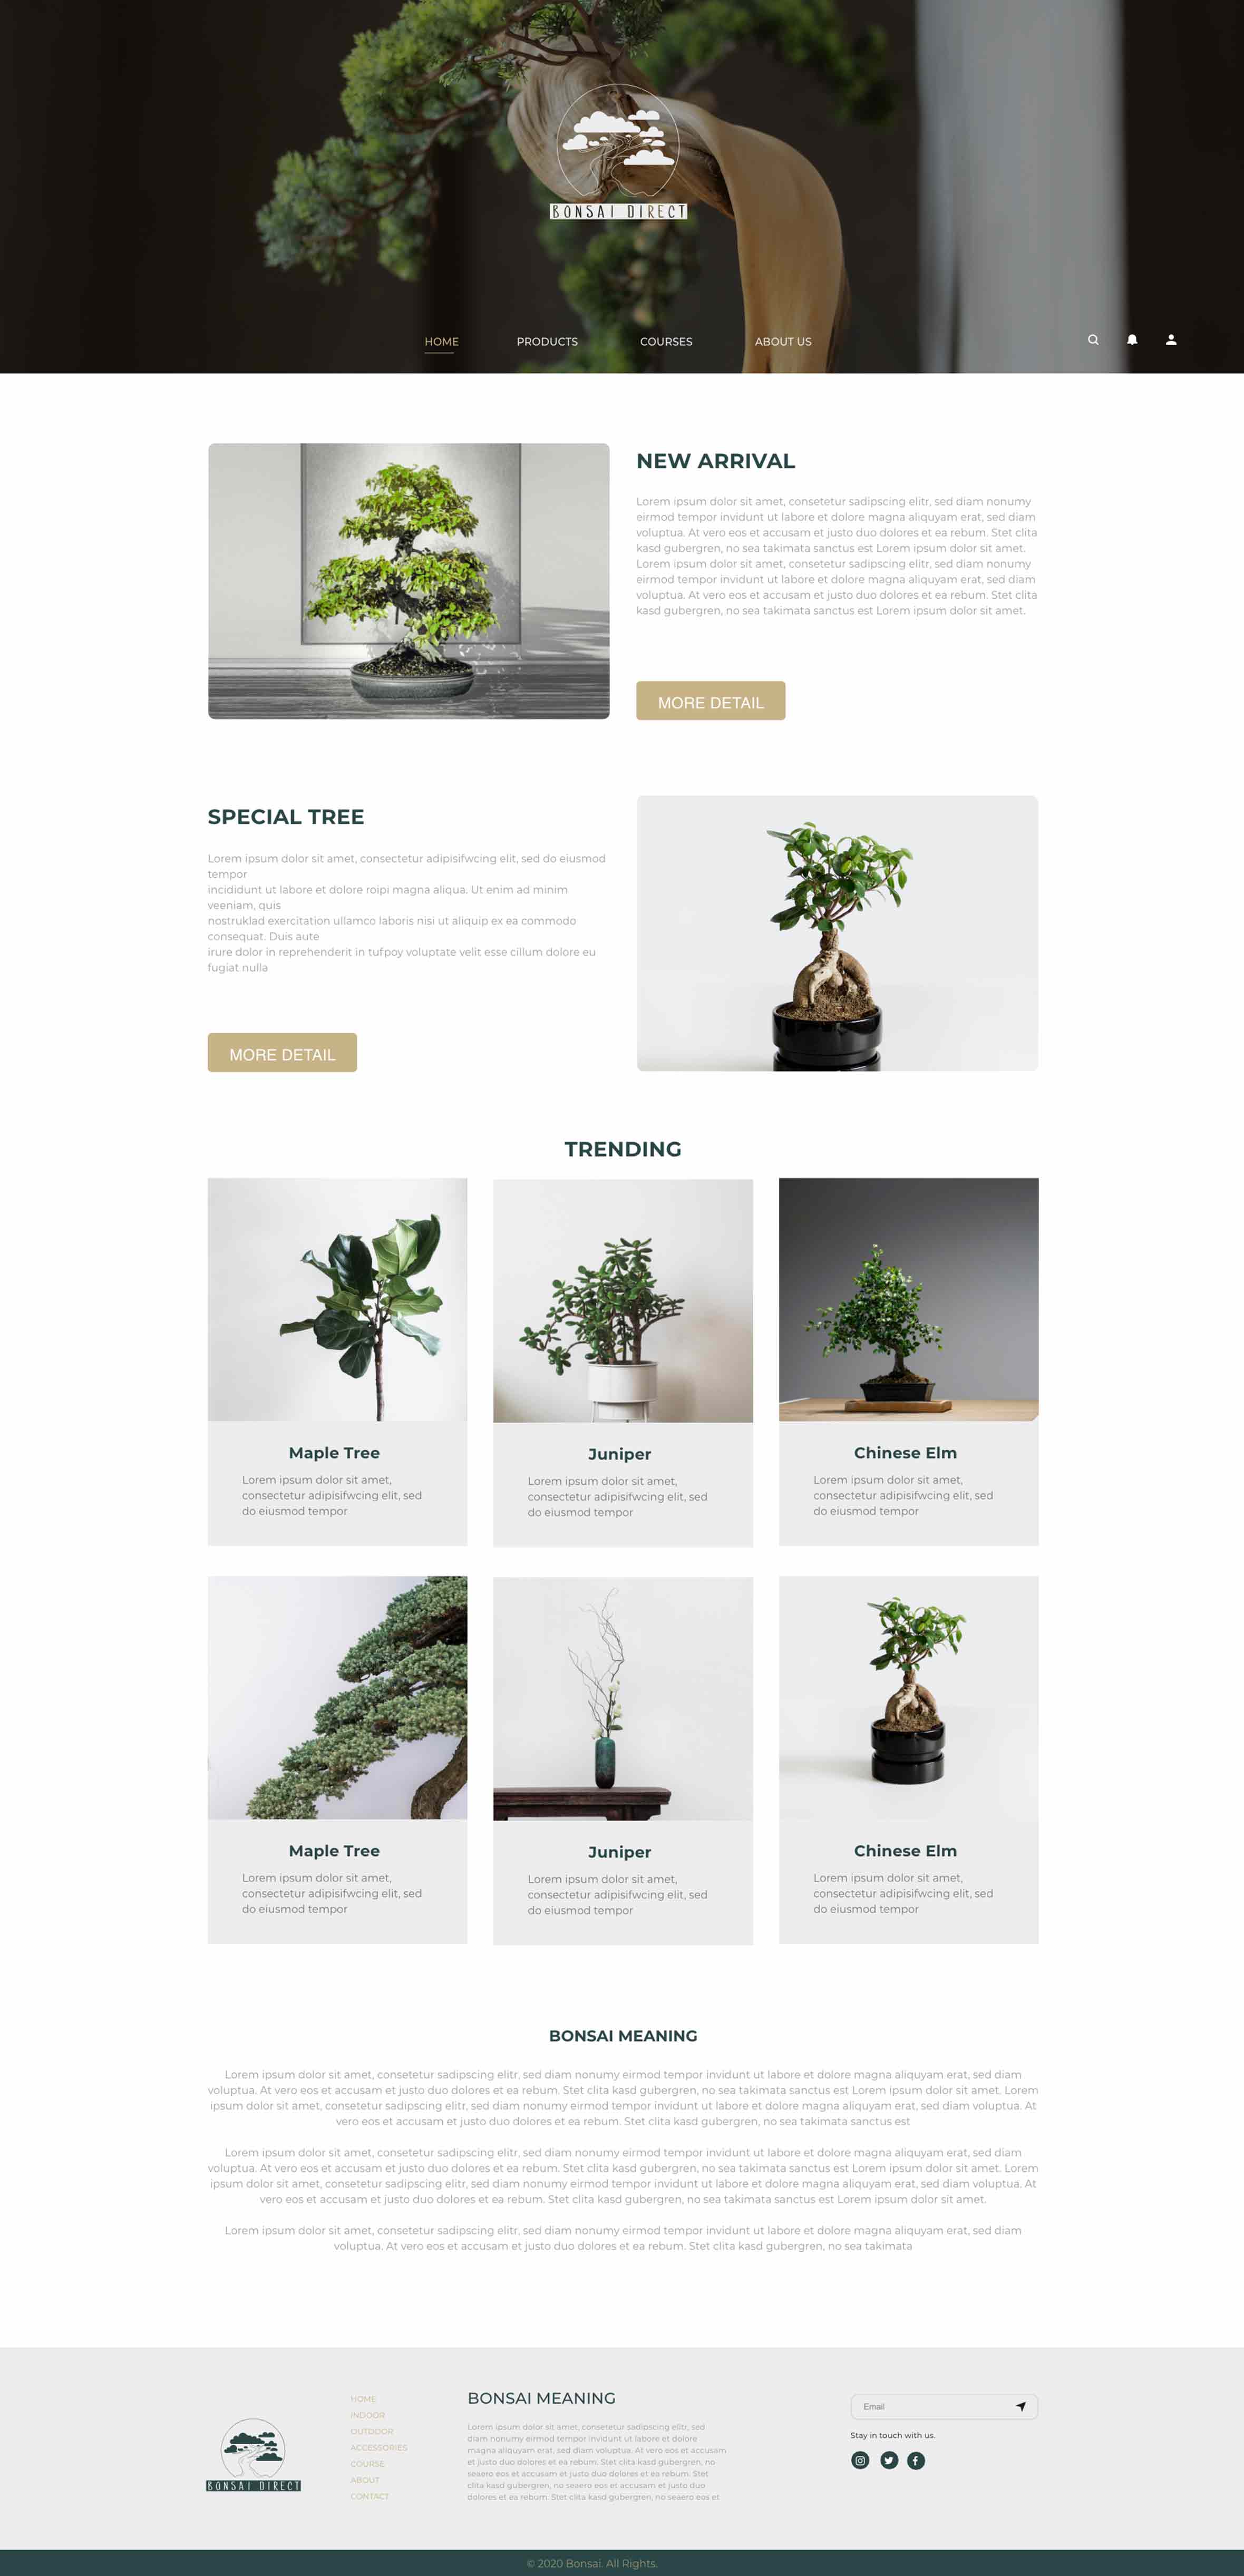 BONSAI DIRECT
HOME PRODUCTS COURSES ABOUT US
NEW ARRIVAL
Lorem ipsum dolor sit amet, consetetur sadipscing elitr, sed diam nonumy
eirmod tempor invidunt ut labore et dolore magna aliquyam erat, sed diam
voluptua. At vero eos et accusam et justo duo dolores et ea rebum. Stet clita
kasd gubergren, no sea takimata sanctus est Lorem ipsum dolor sit amet.
Lorem ipsum dolor sit amet, consetetur sadipscing elitr, sed diam nonumy
eirmod tempor invidunt ut labore et dolore magna aliquyam erat, sed diam
voluptua. At vero eos et accusam et justo duo dolores et ea rebum. Stet clita
kasd gubergren, no sea takimata sanctus est Lorem ipsum dolor sit amet.
MORE DETAIL
SPECIAL TREE
Lorem ipsum dolor sit amet, consectetur adipisifwcing elit, sed do eiusmod
tempor
incididunt ut labore et dolore roipi magna aliqua. Ut enim ad minim
veeniam, quis
nostruklad exercitation ullamco laboris nisi ut aliquip ex ea commodo
consequat. Duis aute
irure dolor in reprehenderit in tufpoy voluptate velit esse cillum dolore eu
fugiat nulla
MORE DETAIL
TRENDING
Maple Tree
Lorem ipsum dolor sit amet,
consectetur adipisifwcing elit, sed
do eiusmod tempor
Juniper
Lorem ipsum dolor sit amet,
consectetur adipisifwcing elit, sed
do eiusmod tempor
Chinese Elm
Lorem ipsum dolor sit amet,
consectetur adipisifwcing elit, sed
do eiusmod tempor
Maple Tree
Lorem ipsum dolor sit amet,
consectetur adipisifwcing elit, sed
do eiusmod tempor
Juniper
Lorem ipsum dolor sit amet,
consectetur adipisifwcing elit, sed
do eiusmod tempor
Chinese Elm
Lorem ipsum dolor sit amet,
consectetur adipisifwcing elit, sed
do eiusmod tempor
BONSAI MEANING
Lorem ipsum dolor sit amet, consetetur sadipscing elitr, sed diam nonumy eirmod tempor invidunt ut labore et dolore magna aliquyam erat, sed diam
voluptua. At vero eos et accusam et justo duo dolores et ea rebum. Stet clita kasd gubergren, no sea takimata sanctus est Lorem ipsum dolor sit amet. Lorem
ipsum dolor sit amet, consetetur sadipscing elitr, sed diam nonumy eirmod tempor invidunt ut labore et dolore magna aliquyam erat, sed diam voluptua. At
vero eos et accusam et justo duo dolores et ea rebum. Stet clita kasd gubergren, no sea takimata sanctus est
Lorem ipsum dolor sit amet, consetetur sadipscing elitr, sed diam nonumy eirmod tempor invidunt ut labore et dolore magna aliquyam erat, sed diam
voluptua. At vero eos et accusam et justo duo dolores et ea rebum. Stet clita kasd gubergren, no sea takimata sanctus est Lorem ipsum dolor sit amet. Lorem
ipsum dolor sit amet, consetetur sadipscing elitr, sed diam nonumy eirmod tempor invidunt ut labore et dolore magna aliquyam erat, sed diam voluptua. At
vero eos et accusam et justo duo dolores et ea rebum. Stet clita kasd gubergren, no sea takimata sanctus est Lorem ipsum dolor sit amet.
Lorem ipsum dolor sit amet, consetetur sadipscing elitr, sed diam nonumy eirmod tempor invidunt ut labore et dolore magna aliquyam erat, sed diam
voluptua. At vero eos et accusam et justo duo dolores et ea rebum. Stet clita kasd gubergren, no sea takimata
BONSAI DIRECT
HOME
INDOOR
OUTDOOR
ACCESSORIES
COURSE
ABOUT
CONTACT
BONSAI MEANING
Lorem ipsum dolor sit amet, consetetur sadipscing elitr, sed
diam nonumy eirmod tempor invidunt ut labore et dolore
magna aliquyam erat, sed diam voluptua. At vero eos et accusam
et justo duo dolores et ea rebum. Stet clita kasd gubergren, no
seaero eos et accusam et justo duo dolores et ea rebum. Stet
clita kasd gubergren, no seaero eos et accusam et justo duo
dolores et ea rebum. Stet clita kasd gubergren, no seaero eos et
Email
Stay in touch with us.
© 2020 Bonsai. All Rights.